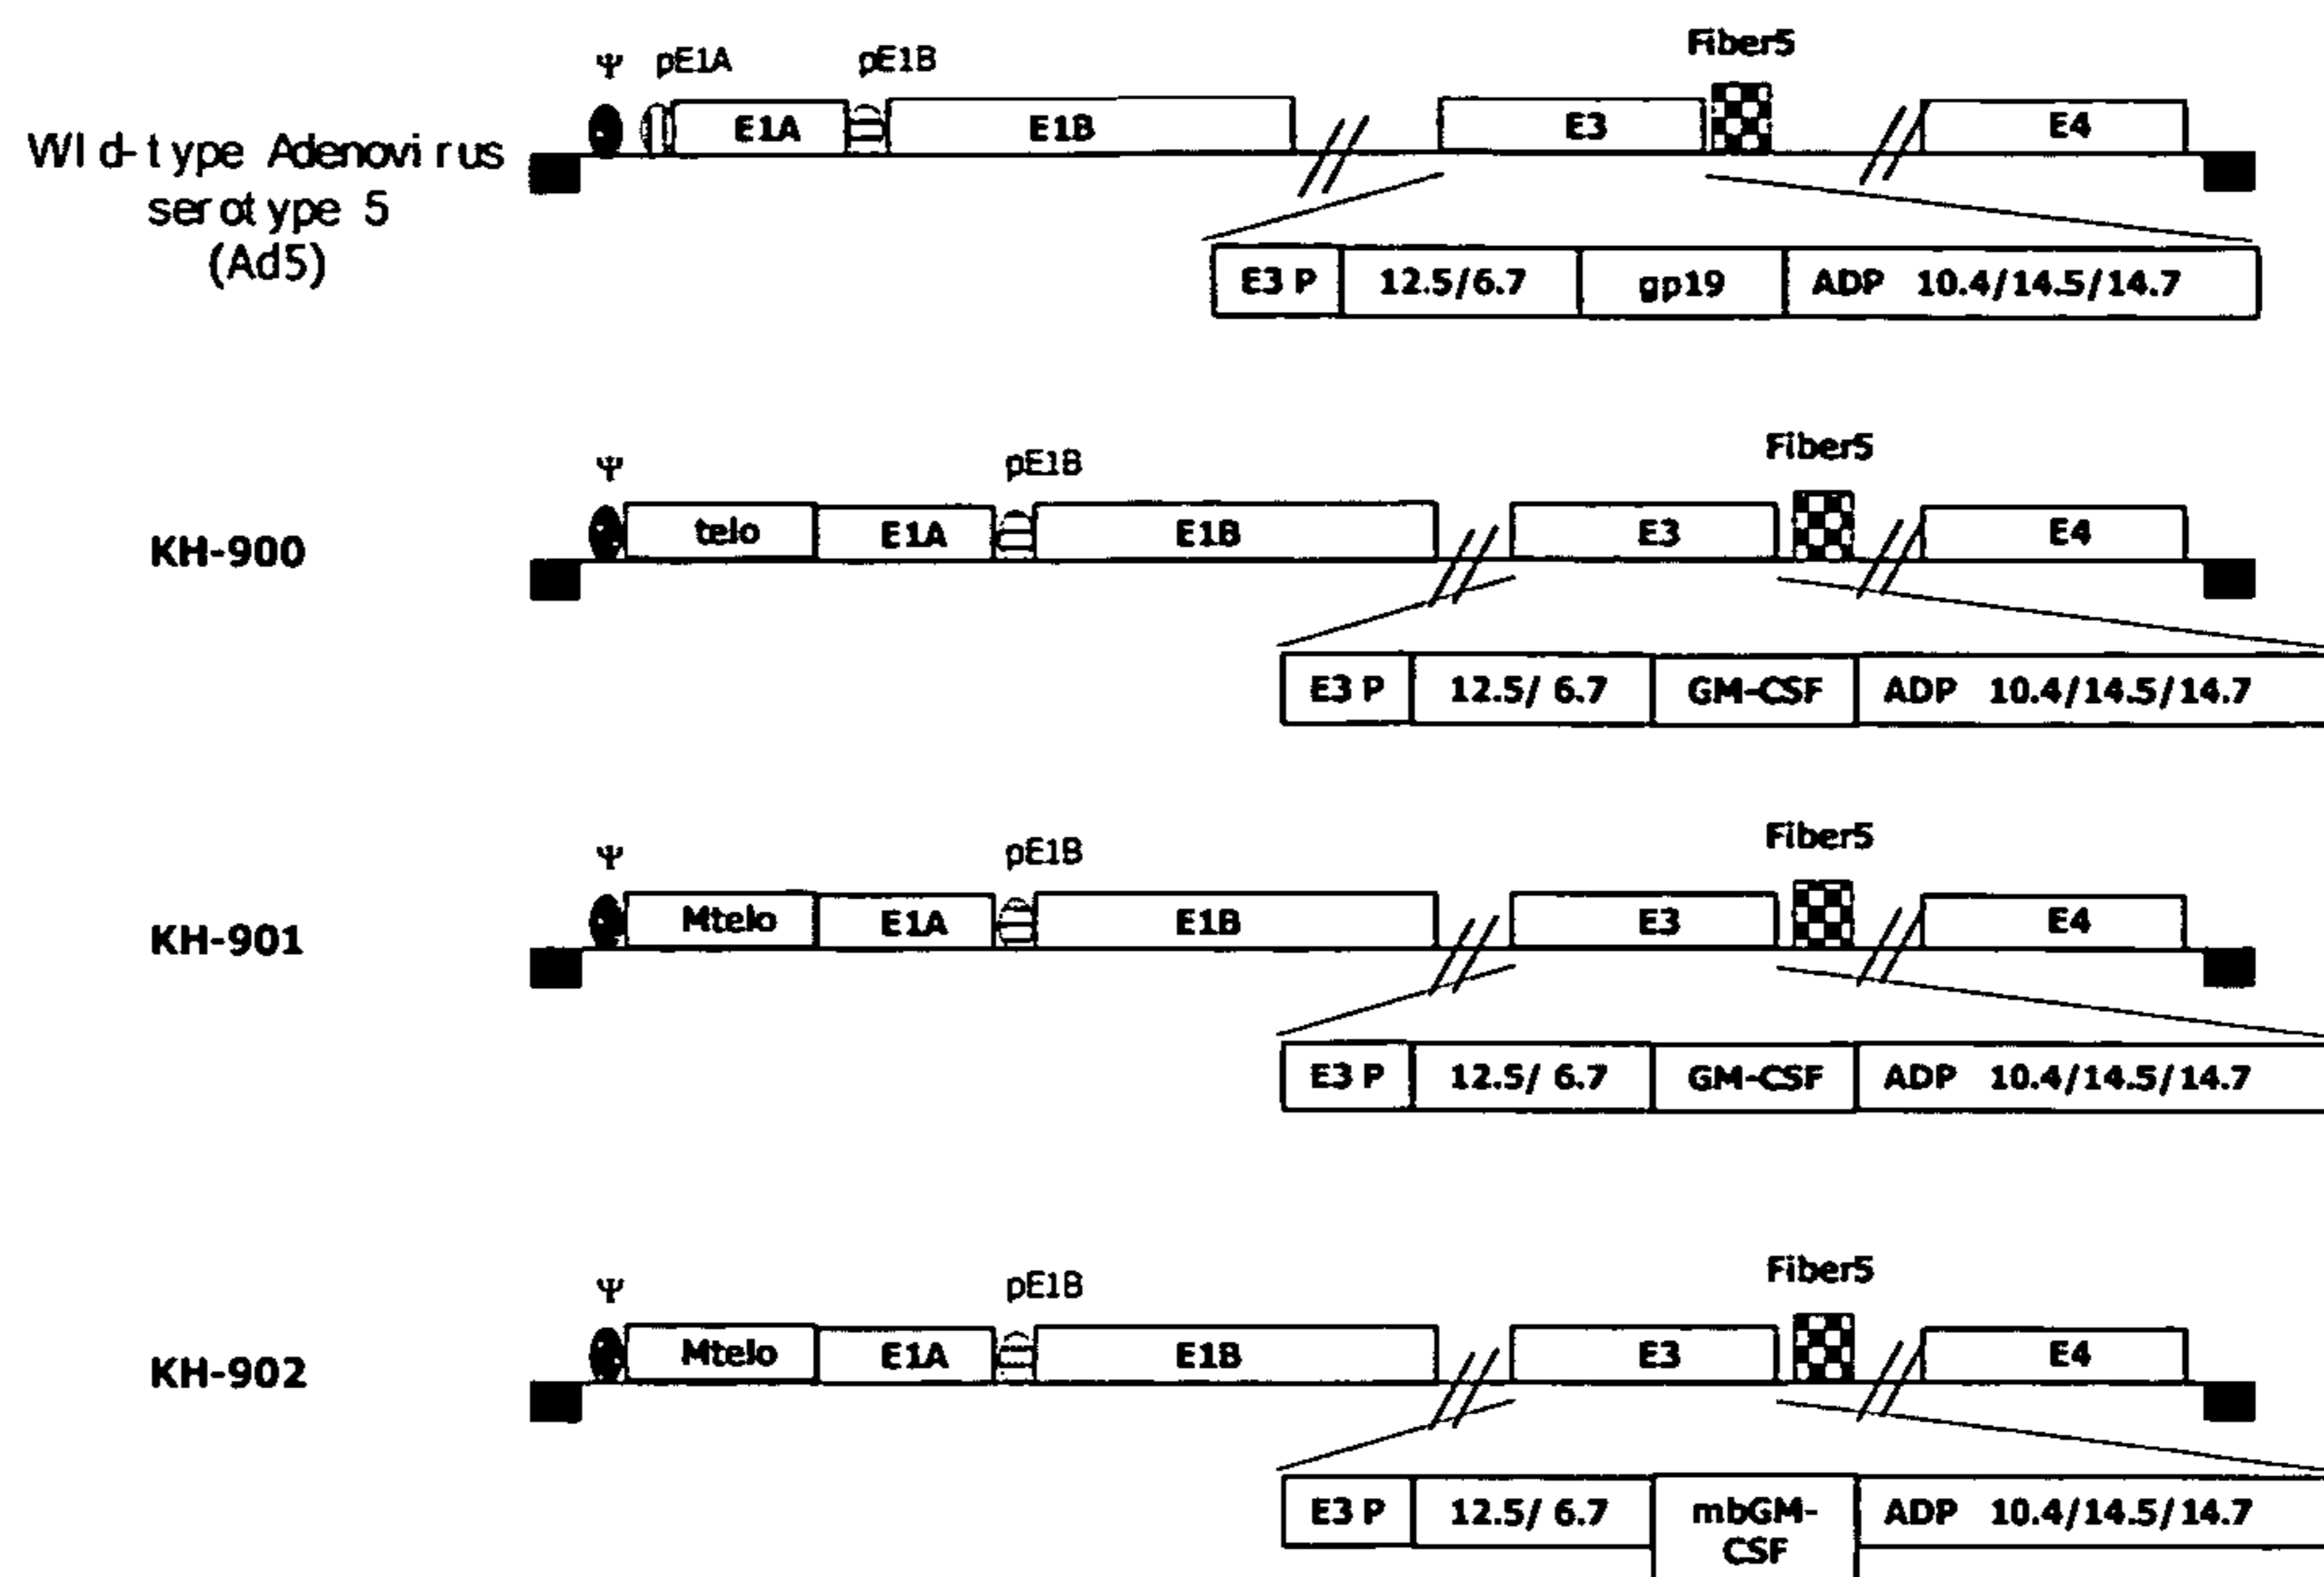 Fiber5
Ψ pE1A pE1B
E1A E1B E3 E4
Wild-type Adenovirus
serotype 5
(Ad5)
E3 P 12.5/6.7 gp19 ADP 10.4/14.5/14.7
Fiber5
Ψ pE1B
KH-900 telo E1A E1B E3 E4
E3 P 12.5/ 6.7 GM-CSF ADP 10.4/14.5/14.7
Fiber5
Ψ pE1B
KH-901 Mtelo E1A E1B E3 E4
E3 P 12.5/ 6.7 GM-CSF ADP 10.4/14.5/14.7
Fiber5
Ψ pE1B
KH-902 Mtelo E1A E1B E3 E4
E3 P 12.5/ 6.7 mbGM- ADP 10.4/14.5/14.7
CSF